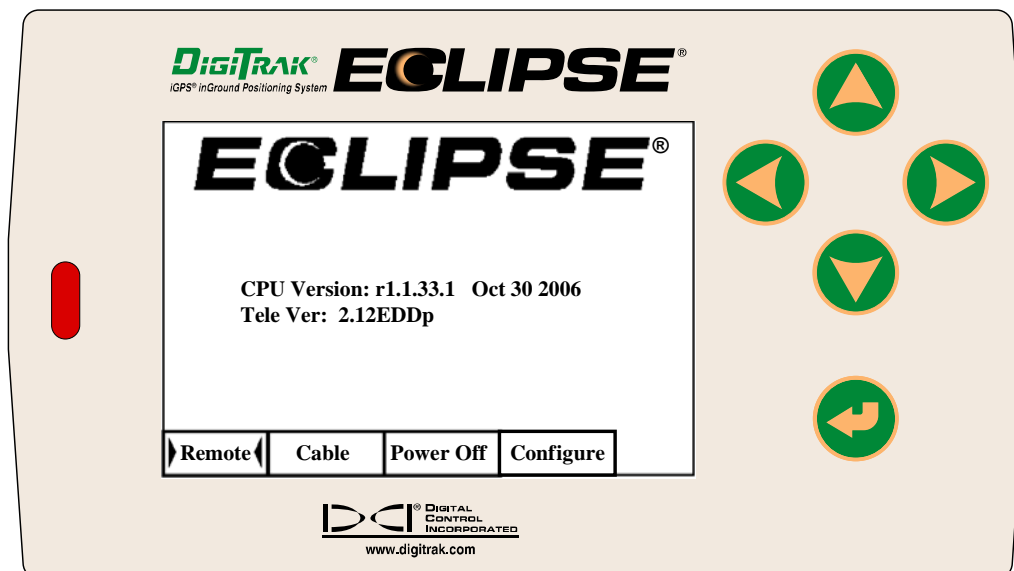 DIGITRAK® ECLIPSE®
iGPS® inGround Positioning System
ECLIPSE®
CPU Version: r1.1.33.1 Oct 30 2006
Tele Ver: 2.12EDDp
Remote Cable Power Off Configure
DCI® DIGITAL
CONTROL
INCORPORATED
www.digitrak.com